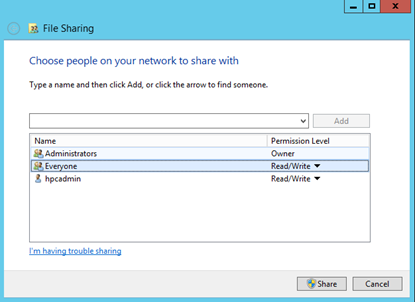 File Sharing
Choose people on your network to share with
Type a name and then click Add, or click the arrow to find someone.
Add
Name Permission Level
Administrators Owner
Everyone Read/Write
hpcadmin Read/Write
I'm having trouble sharing
Share Cancel